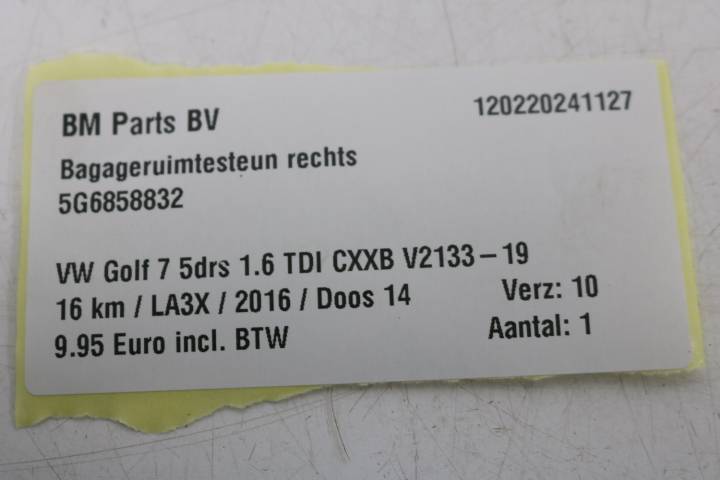 BM Parts BV 120220241127
Bagageruimtesteun rechts
5G6858832
VW Golf 7 5drs 1.6 TDI CXXB V2133-19
16 km / LA3X / 2016 / Doos 14 Verz: 10
9.95 Euro incl. BTW Aantal: 1